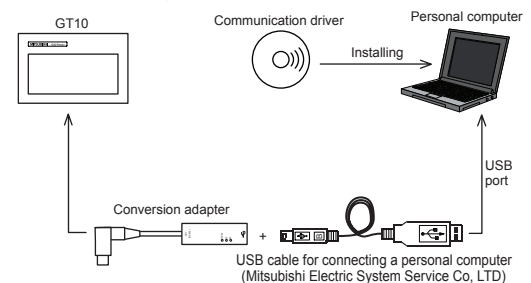 GT10
Communication driver
Personal computer
MITSUBISHI
Installing
USB
port
Conversion adapter
+
USB cable for connecting a personal computer
(Mitsubishi Electric System Service Co, LTD)